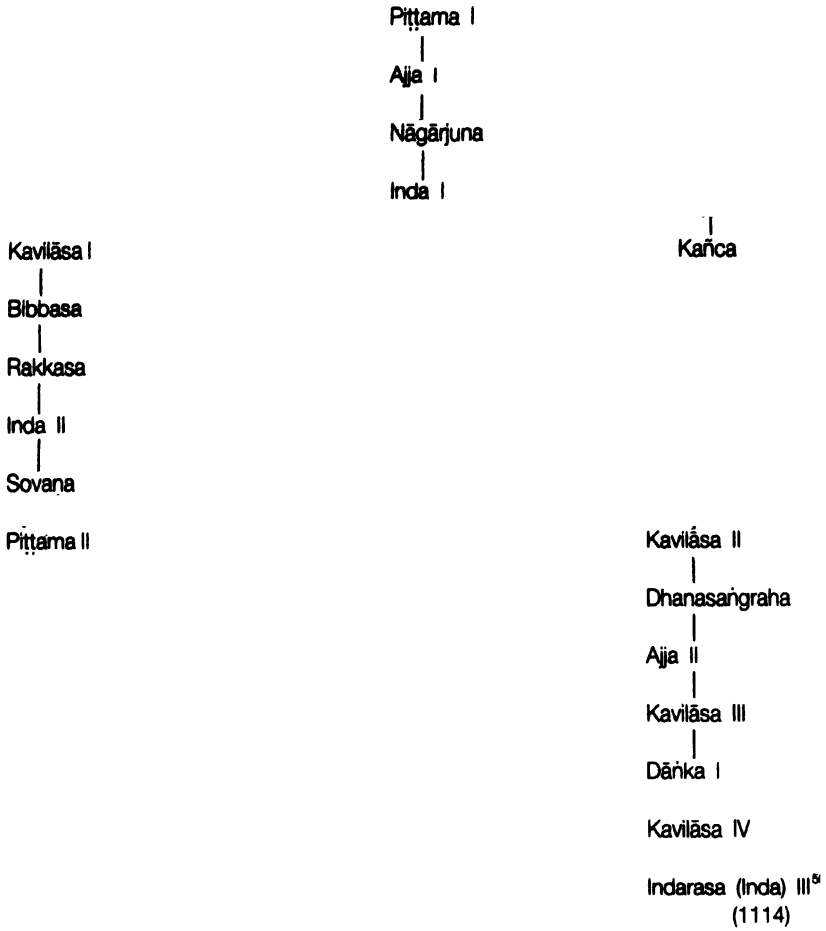 Piṭṭama I
Ajja I
Nāgārjuna
Inda I
Kañca
Kavilāsa I
Bibbasa
Rakkasa
Inda II
Sovaṇa
Piṭṭama II
Kavilāsa II
Dhanasaṅgraha
Ajja II
Kavilāsa III
Dāṅka I
Kavilāsa IV
Indarasa (Inda) III
(1114)